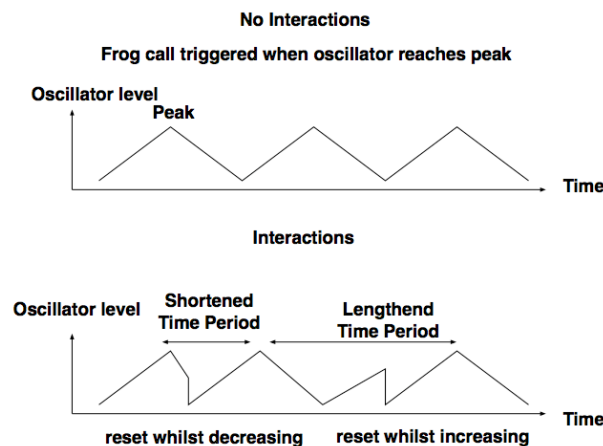 No Interactions
Frog call triggered when oscillator reaches peak
Oscillator level
Peak
Time
Interactions
Shortened
Time Period
Lengthend
Time Period
Oscillator level
Time
reset whilst decreasing
reset whilst increasing